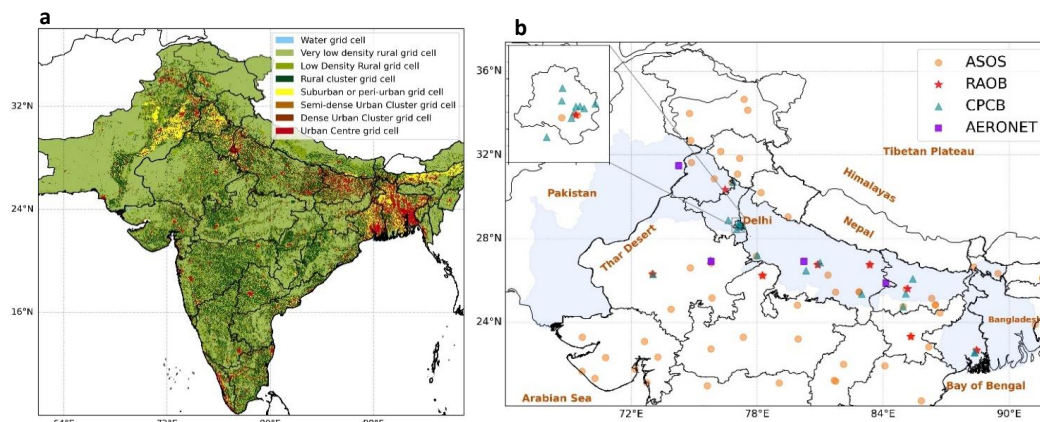 a
Water grid cell
Very low density rural grid cell
Low Density Rural grid cell
Rural cluster grid cell
Suburban or peri-urban grid cell
Semi-dense Urban Cluster grid cell
Dense Urban Cluster grid cell
Urban Centre grid cell
32°N
24°N
16°N
b
ASOS
RAOB
CPCB
AERONET
36°N
32°N
28°N
24°N
Tibetan Plateau
Himalayas
Pakistan
Delhi
Nepal
Thar Desert
Bangladesh
Bay of Bengal
Arabian Sea
72°E
78°E
84°E
90°E